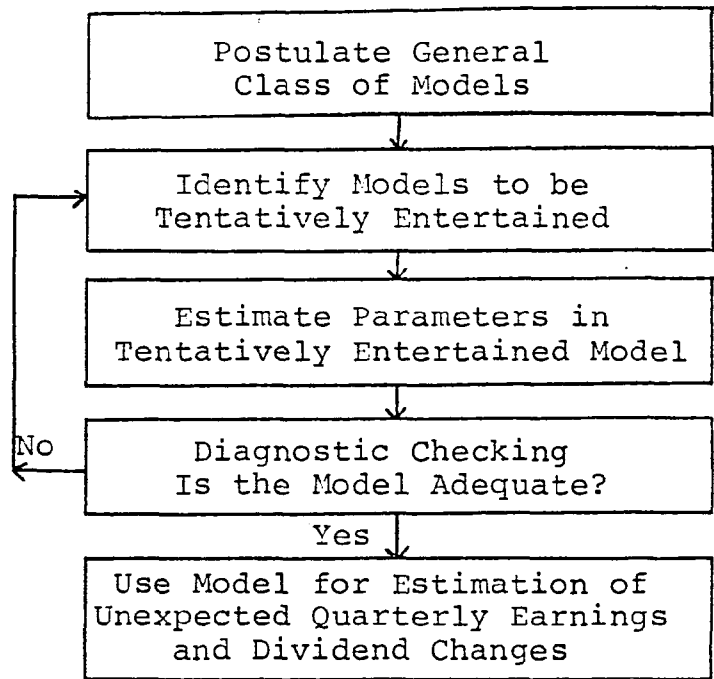 Postulate General
Class of Models
Identify Models to be
Tentatively Entertained
Estimate Parameters in
Tentatively Entertained Model
No
Diagnostic Checking
Is the Model Adequate?
Yes
Use Model for Estimation of
Unexpected Quarterly Earnings
and Dividend Changes